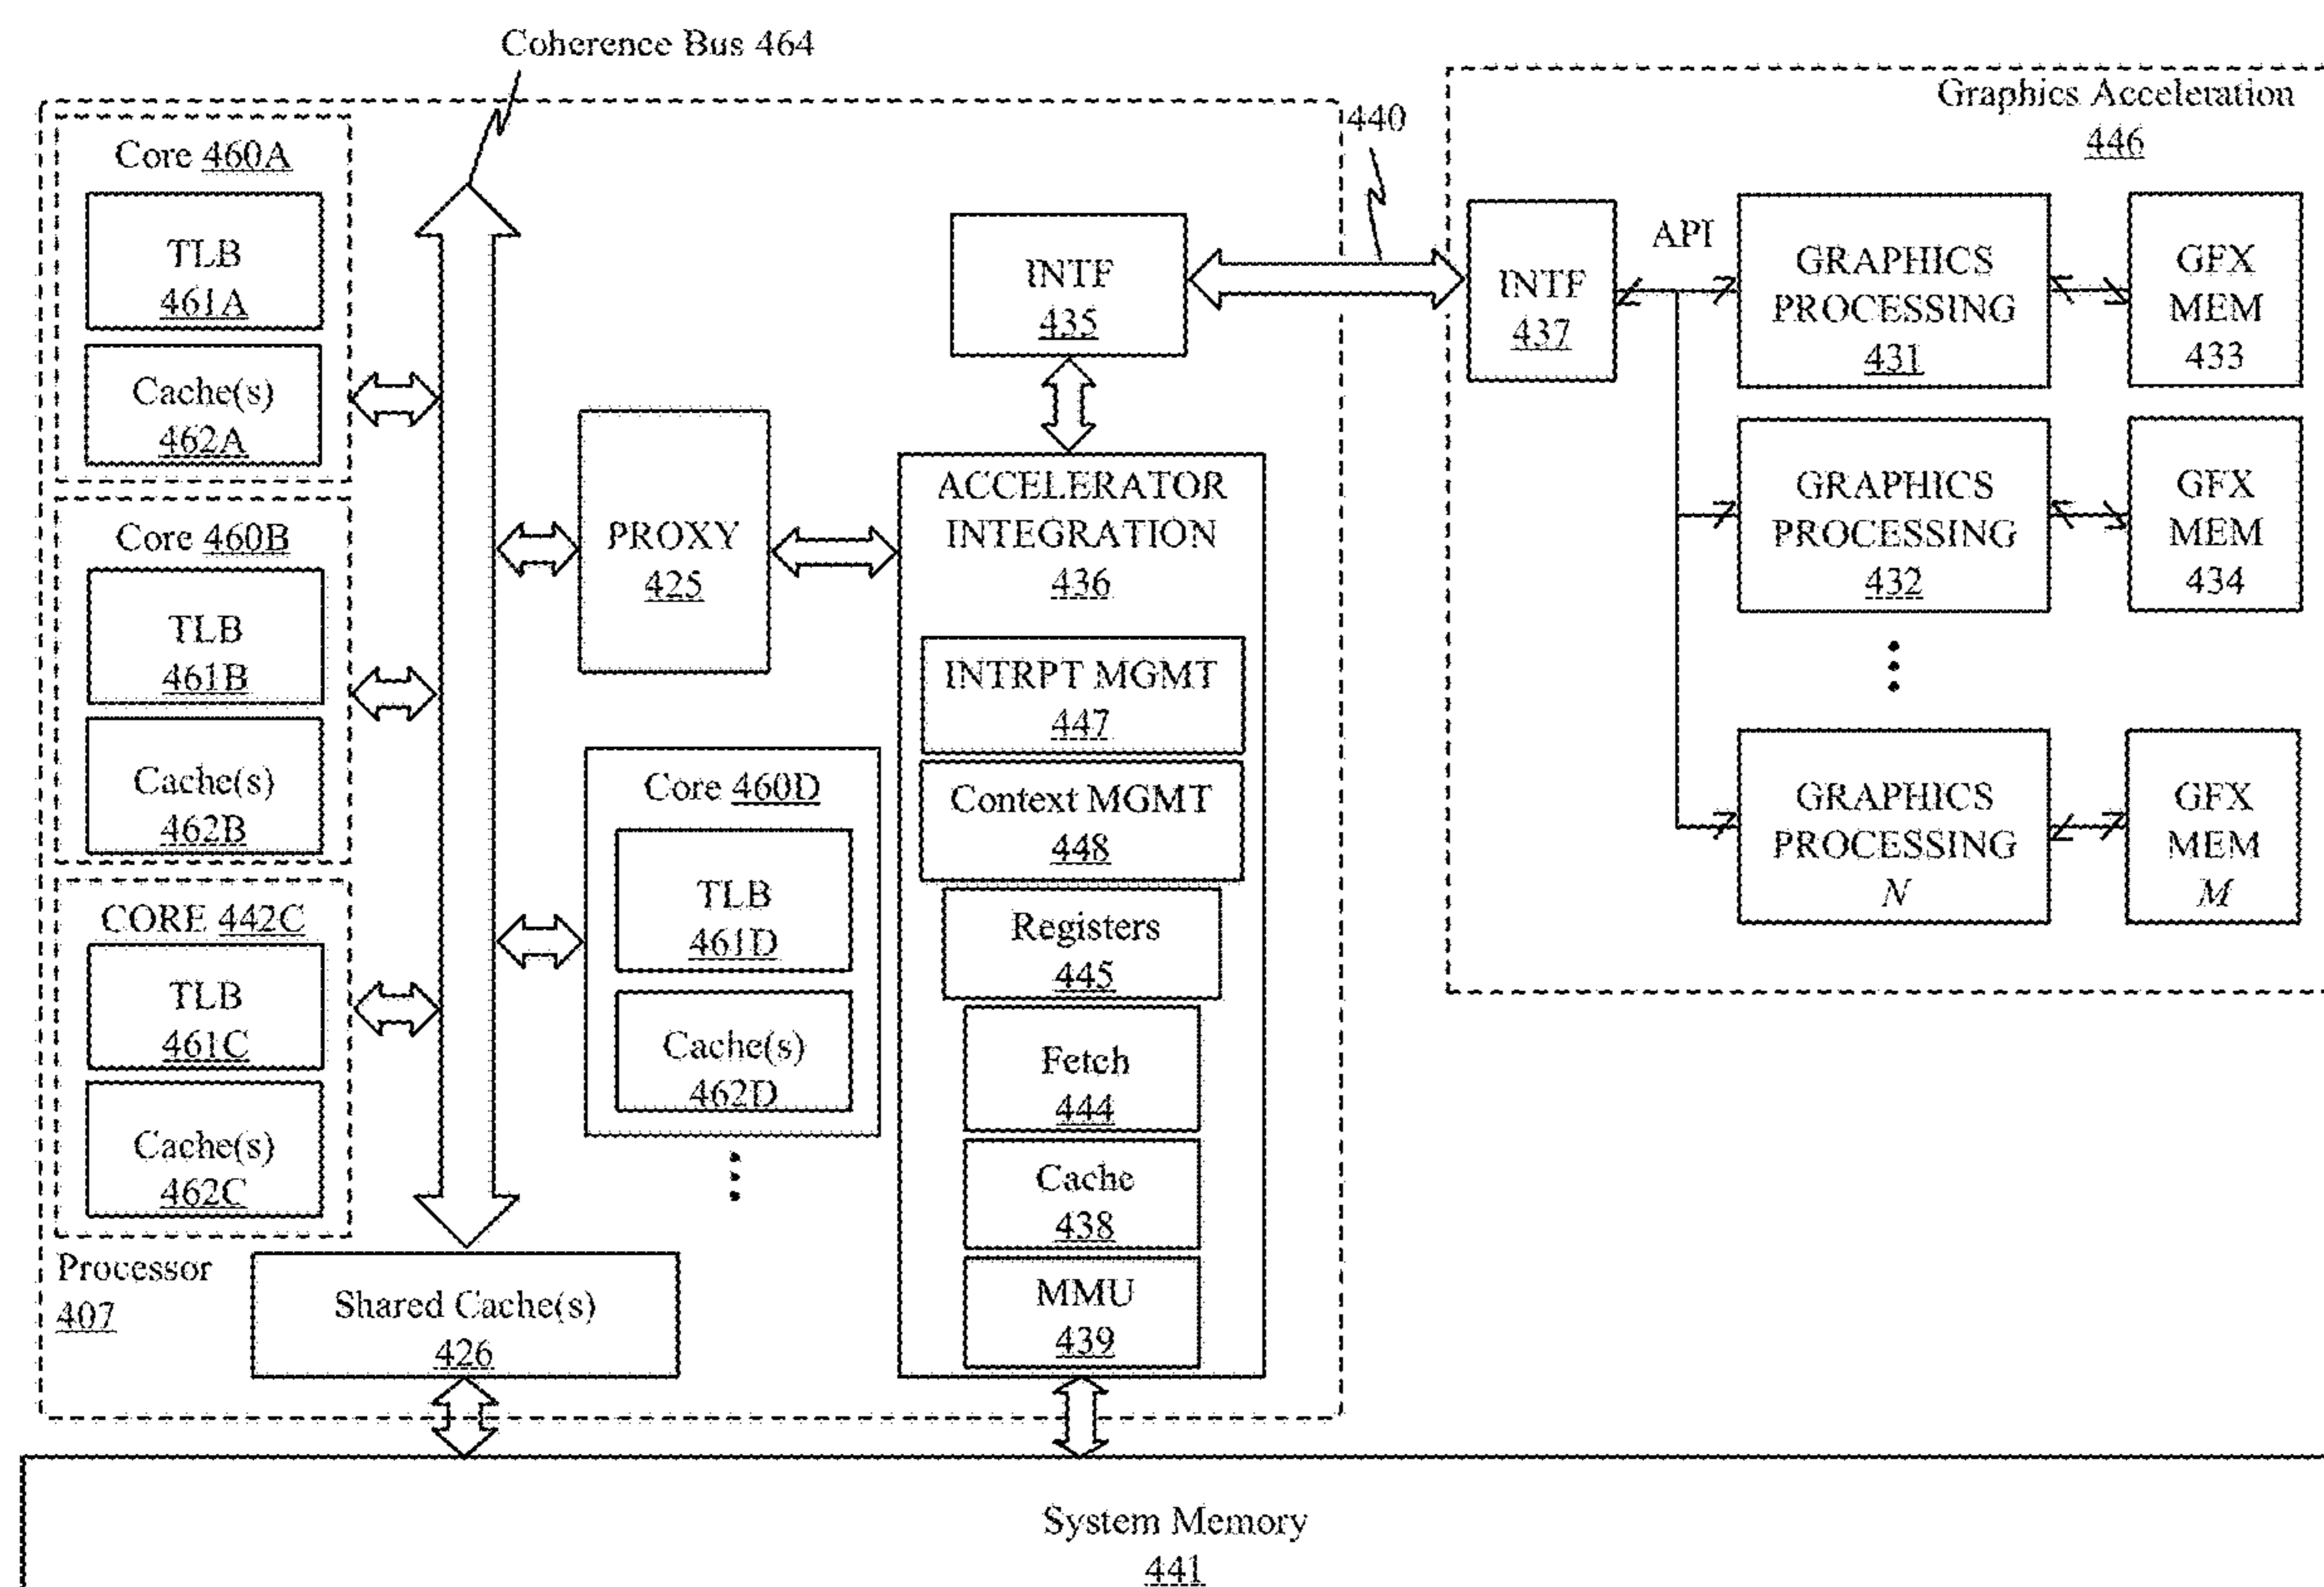 Coherence Bus 464
Core 460A
TLB
461A
Cache(s)
462A
Core 460B
TLB
461B
Cache(s)
462B
CORE 442C
TLB
461C
Cache(s)
462C
Processor
407
Shared Cache(s)
426
PROXY
425
Core 460D
TLB
461D
Cache(s)
462D
INTF
435
ACCELERATOR
INTEGRATION
436
INTRPT MGMT
447
Context MGMT
448
Registers
445
Fetch
444
Cache
438
MMU
439
440
Graphics Acceleration
446
INTF
437
API
GRAPHICS
PROCESSING
431
GFX
MEM
433
GRAPHICS
PROCESSING
432
GFX
MEM
434
GRAPHICS
PROCESSING
N
GFX
MEM
M
System Memory
441